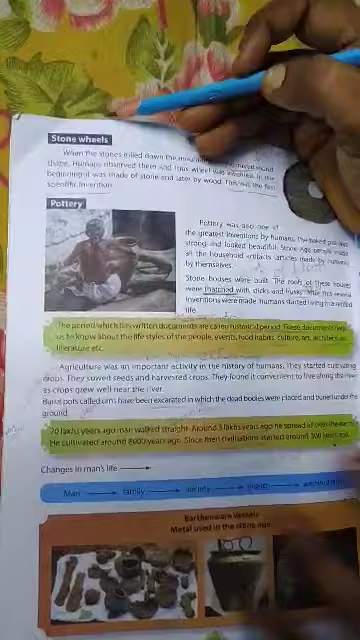 Stone wheels
When the stones rolled down the mountain round
shape. Humans observed them and thus wheel was invented. In the
beginning it was made of stone and later by wood. This was the first
scientific invention.
Pottery
Pottery was also one of
the greatest inventions by humans. The baked pots
strong and looked beautiful. Stone Age people made
all the household artifacts articles made by humans
by themselves.
Stone houses were built. The roofs of these houses
were thatched with sticks and husks. After this several
inventions were made. humans started living in a settled
life.
The period which has written documents are called historical period. These documents help
us to know about the life styles of the people, events, food habits, culture, art, architecture,
literature etc.
Agriculture was an important activity in the history of humans. They started cultivating
crops. They sowed seeds and harvested crops. They found it convenient to live along the
as crops grew well near the river.
Burial pots called urns have been excavated in which the dead bodies were placed and buried under the
ground.
20 lakhs years ago man walked straight. Around 3 lakhs years ago he spread all over the earth.
He cultivated around 8000 years ago. Since then civilisations started around 300 years ago.
Changes in man's life
Man family society group
Earthenware Vessels
Metal used in the stone age